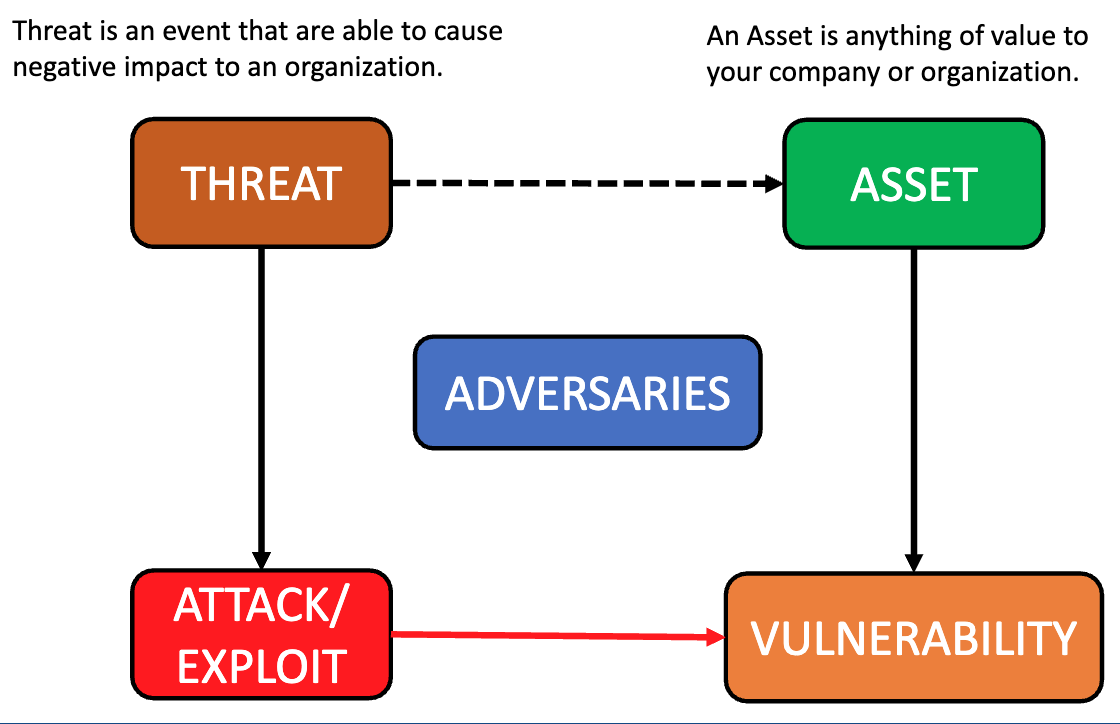 Threat is an event that are able to cause
negative impact to an organization.
An Asset is anything of value to
your company or organization.
THREAT
ASSET
ADVERSARIES
ATTACK/
EXPLOIT
VULNERABILITY